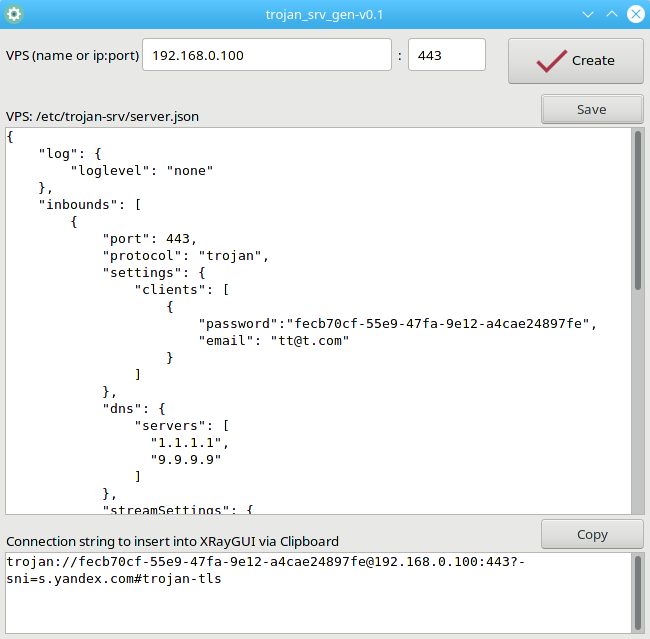 trojan_srv_gen-v0.1
VPS (name or ip:port) 192.168.0.100 : 443 Create
Save
VPS: /etc/trojan-srv/server.json
{
    "log": {
        "loglevel": "none"
    },
    "inbounds": [
        {
            "port": 443,
            "protocol": "trojan",
            "settings": {
                "clients": [
                    {
                        "password":"fecb70cf-55e9-47fa-9e12-a4cae24897fe",
                        "email": "tt@t.com"
                    }
                ]
            },
            "dns": {
                "servers": [
                  "1.1.1.1",
                  "9.9.9.9"
                ]
            },
            "streamSettings": {
Copy
Connection string to insert into XRayGUI via Clipboard
trojan://fecb70cf-55e9-47fa-9e12-a4cae24897fe@192.168.0.100:443?-
sni=s.yandex.com#trojan-tls